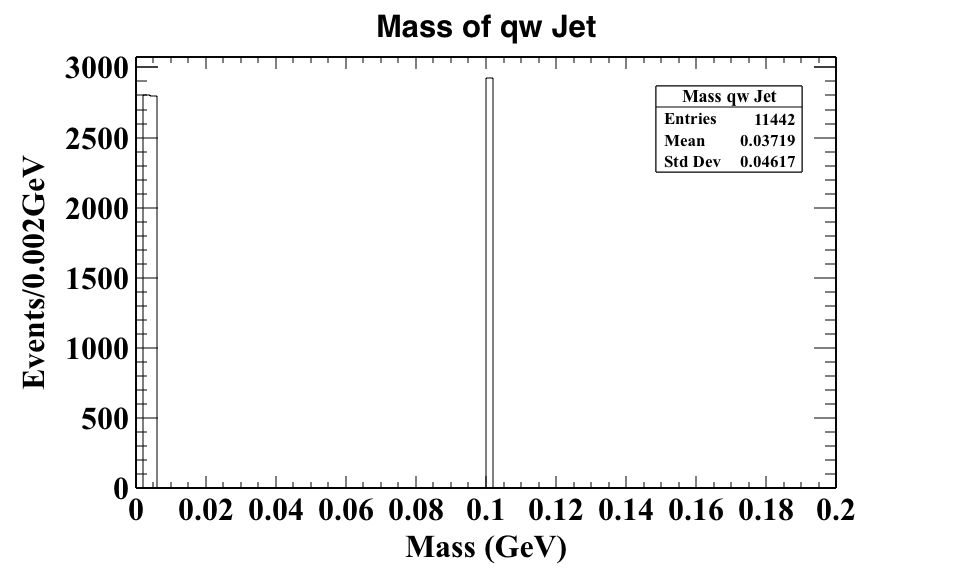 Mass of qw Jet
Events/0.002GeV
3000
2500
2000
1500
1000
500
0
Mass qw Jet
Entries 11442
Mean 0.03719
Std Dev 0.04617
0 0.02 0.04 0.06 0.08 0.1 0.12 0.14 0.16 0.18 0.2
Mass (GeV)